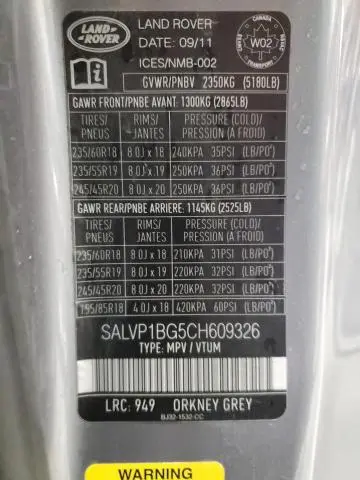 LAND ROVER
LAND ROVER
DATE: 09/11
ICES/NMB-002
CANADA
W02
GVWR/PNBV 2350KG (5180LB)
GAWR FRONT/PNBE AVANT: 1300KG (2865LB)
TIRES/ RIMS/ PRESSURE (COLD)/
PNEUS JANTES PRESSION(A FROID)
235/60R18 8.0J x 18 240KPA 35PSI (LB/PO²)
235/55R19 8.0J x 19 250KPA 36PSI (LB/PO²)
245/45R20 8.0J x 20 250KPA 36PSI (LB/PO²)
GAWR REAR/PNBE ARRIERE: 1145KG (2525LB)
TIRES/ RIMS/ PRESSURE (COLD)/
PNEUS JANTES PRESSION(A FROID)
235/60R18 8.0J x 18 210KPA 31PSI (LB/PO²)
235/55R19 8.0J x 19 220KPA 32PSI (LB/PO²)
245/45R20 8.0J x 20 220KPA 32PSI (LB/PO²)
T55/85R18 4.0J x 18 420KPA 60PSI (LB/PO²)
SALVP1BG5CH609326
TYPE: MPV / VTUM
LRC: 949 ORKNEY GREY
BJ32-1532-CC
WARNING